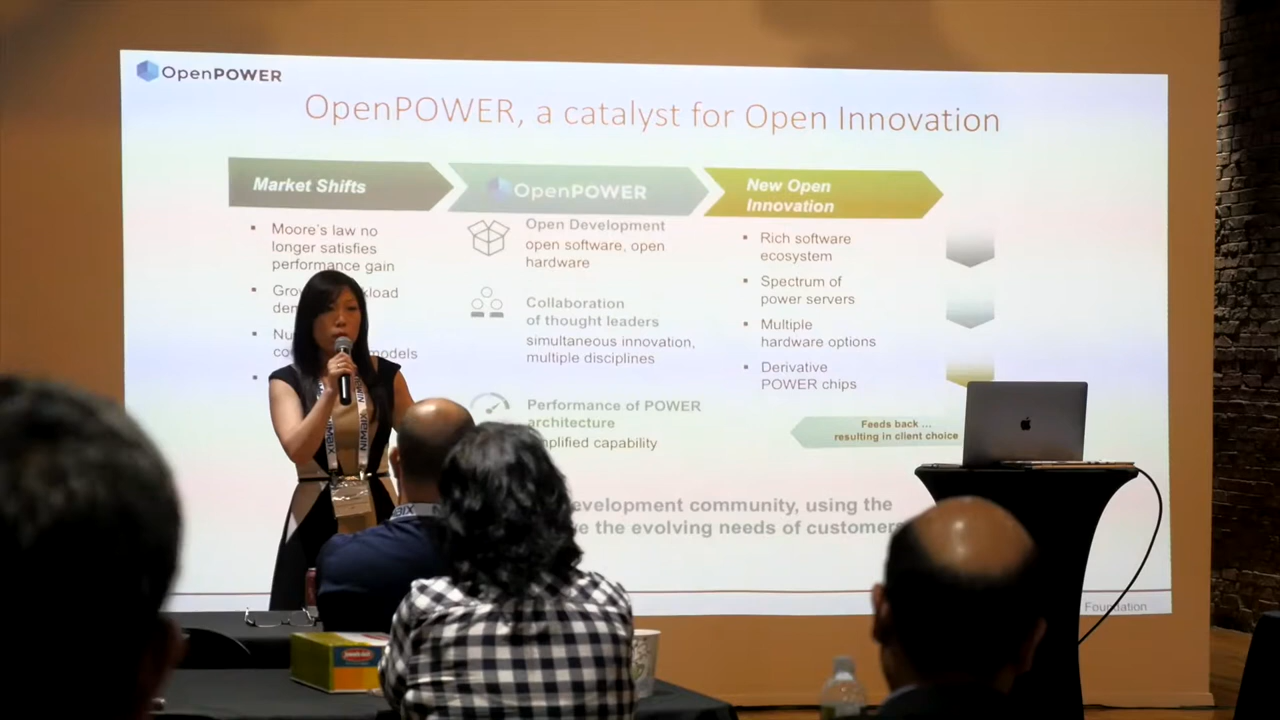 OpenPOWER
OpenPOWER, a catalyst for Open Innovation
Market Shifts
▪ Moore's law no
longer satisfies
performance gain
OpenPOWER
Open Development
open software, open
hardware
Collaboration
of thought leaders
simultaneous innovation,
multiple disciplines
Performance of POWER
architecture
capability
New Open
Innovation
▪ Rich software
ecosystem
▪ Spectrum of
power servers
▪ Multiple
hardware options
▪ Derivative
POWER chips
Feeds back ...
resulting in client choice
community, using the
the evolving needs of customers
Foundation
NIMBIX